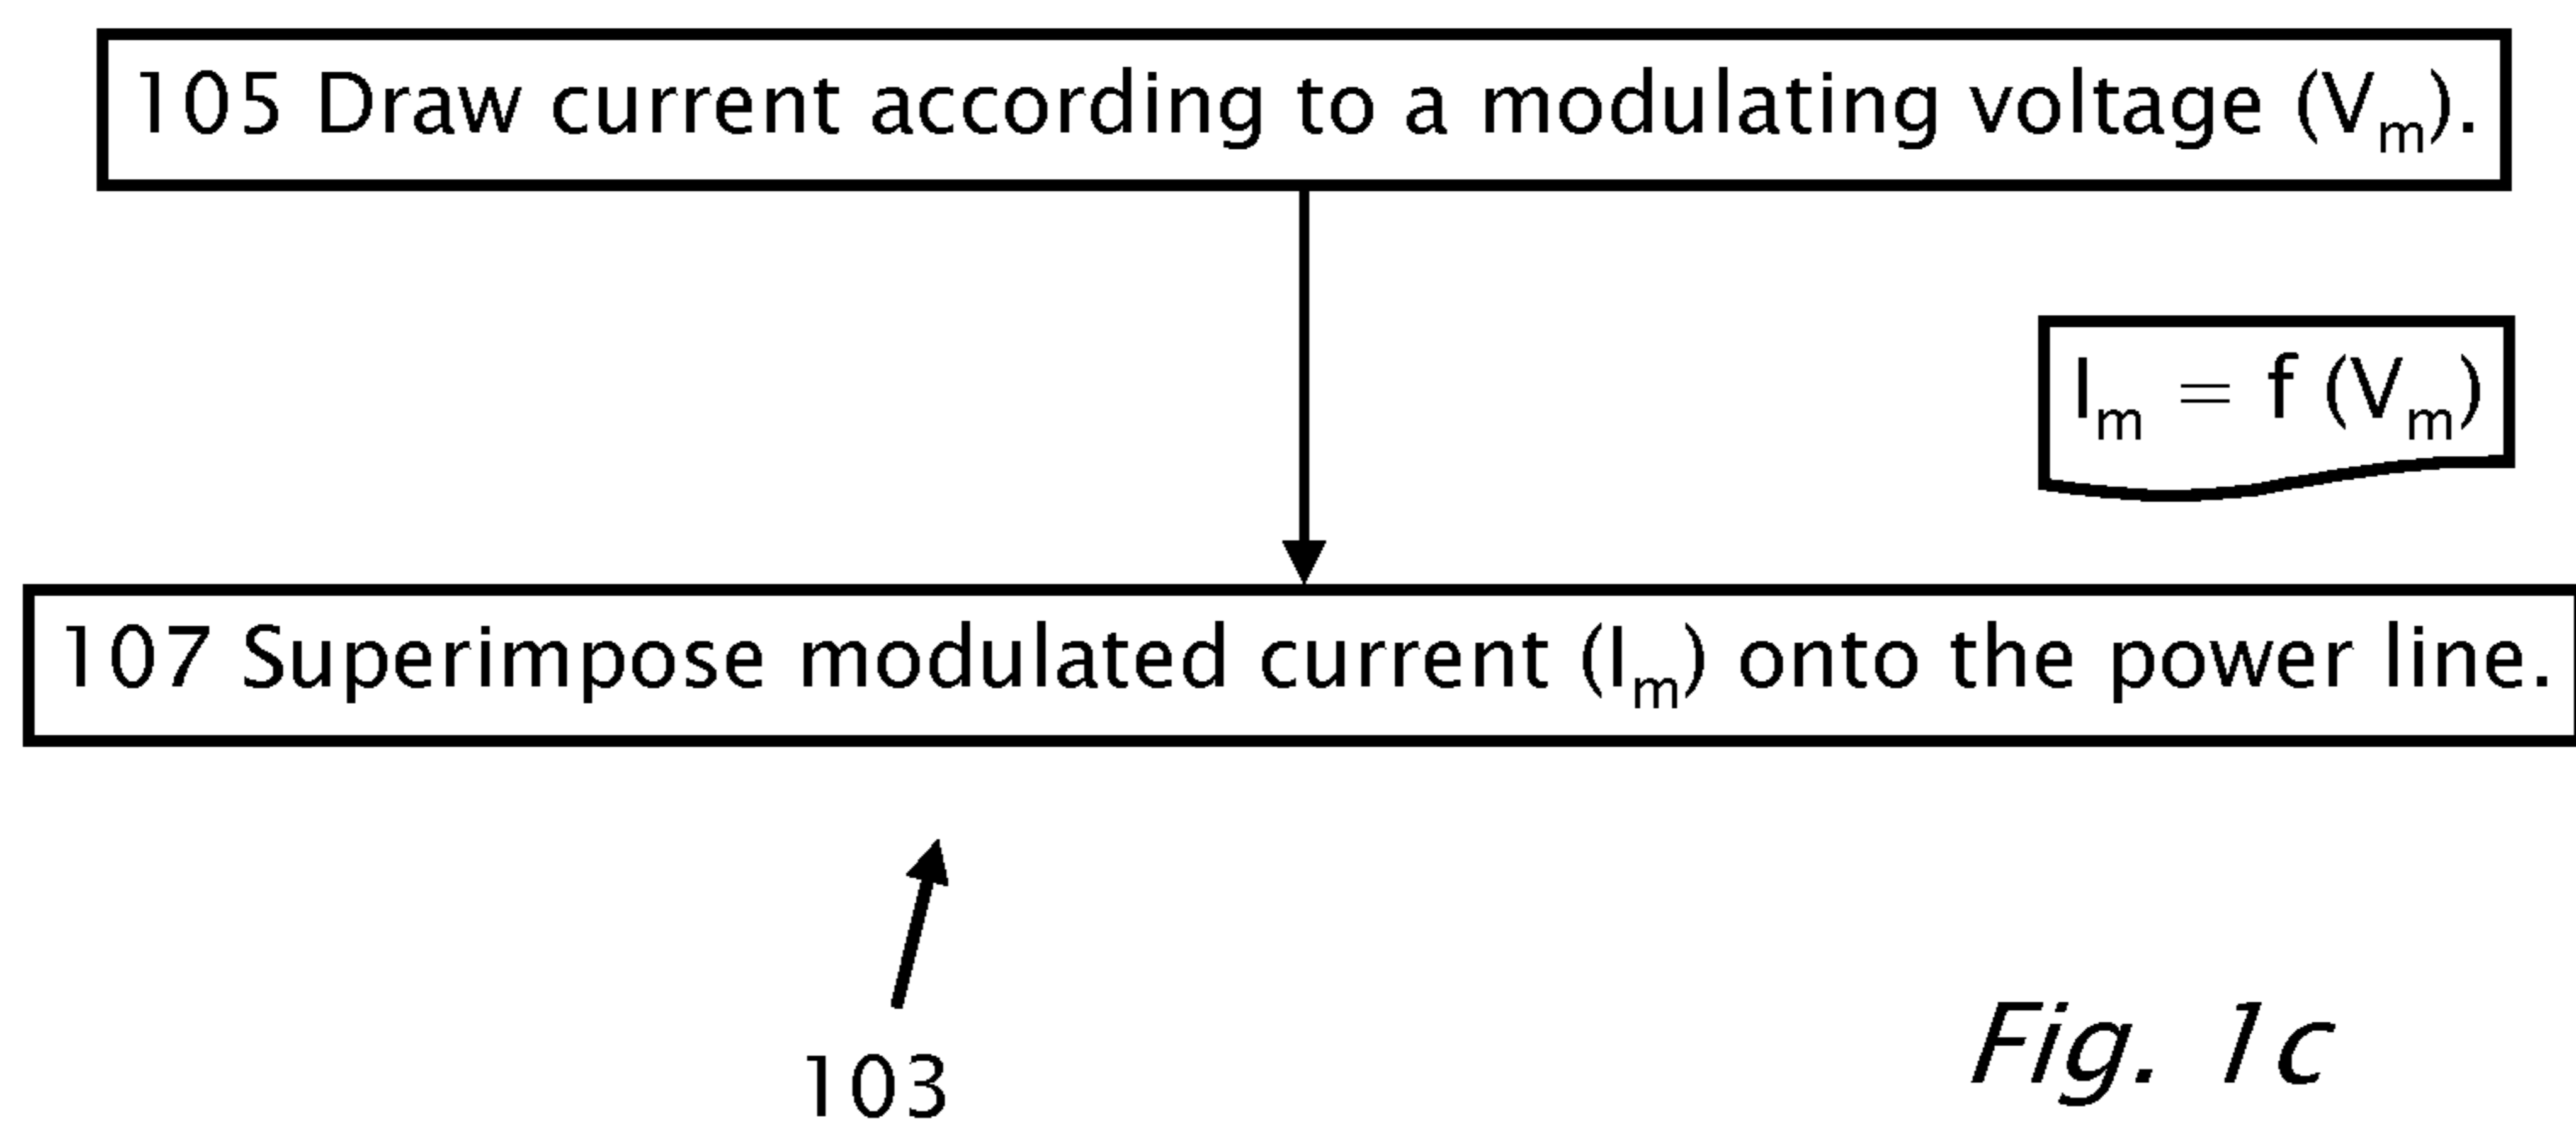 105 Draw current according to a modulating voltage (Vₘ).
Iₘ = f (Vₘ)
107 Superimpose modulated current (Iₘ) onto the power line.
103
Fig. 1c